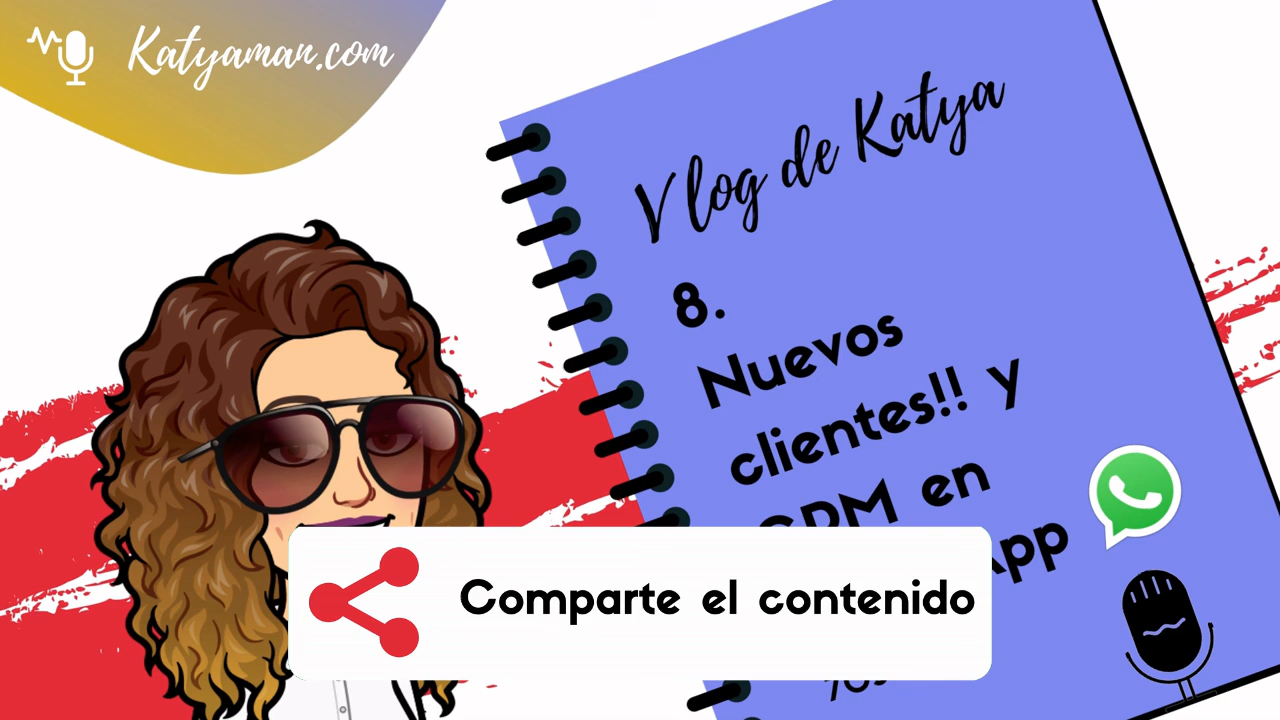 Katyaman.com
Vlog de Katya
8.
Nuevos
clientes!! y
en
Comparte el contenido